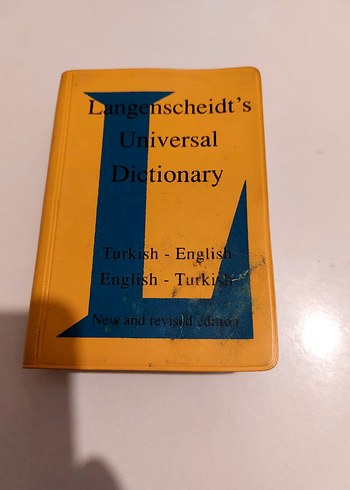 Langenscheidt's
Universal
Dictionary
Turkish - English
English - Turkish
New and revised edition